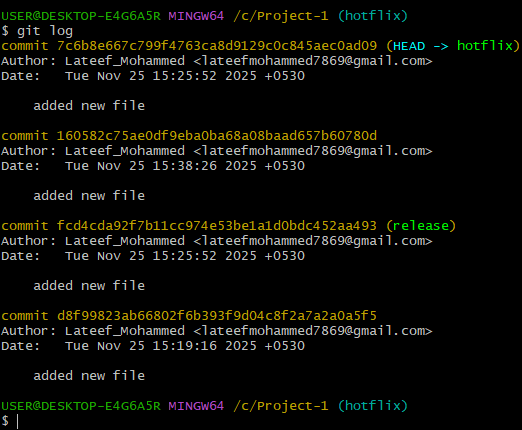 USER@DESKTOP-E4G6A5R MINGW64 /c/Project-1 (hotflix)
$ git log
commit 7c6b8e667c799f4763ca8d9129c0c845aec0ad09 (HEAD -> hotflix)
Author: Lateef_Mohammed <lateefmohammed7869@gmail.com>
Date:   Tue Nov 25 15:25:52 2025 +0530
    added new file
commit 160582c75ae0df9eba0ba68a08baad657b60780d
Author: Lateef_Mohammed <lateefmohammed7869@gmail.com>
Date:   Tue Nov 25 15:38:26 2025 +0530
    added new file
commit fcd4cda92f7b11cc974e53be1a1d0bdc452aa493 (release)
Author: Lateef_Mohammed <lateefmohammed7869@gmail.com>
Date:   Tue Nov 25 15:25:52 2025 +0530
    added new file
commit d8f99823ab66802f6b393f9d04c8f2a7a2a0a5f5
Author: Lateef_Mohammed <lateefmohammed7869@gmail.com>
Date:   Tue Nov 25 15:19:16 2025 +0530
    added new file
USER@DESKTOP-E4G6A5R MINGW64 /c/Project-1 (hotflix)
$